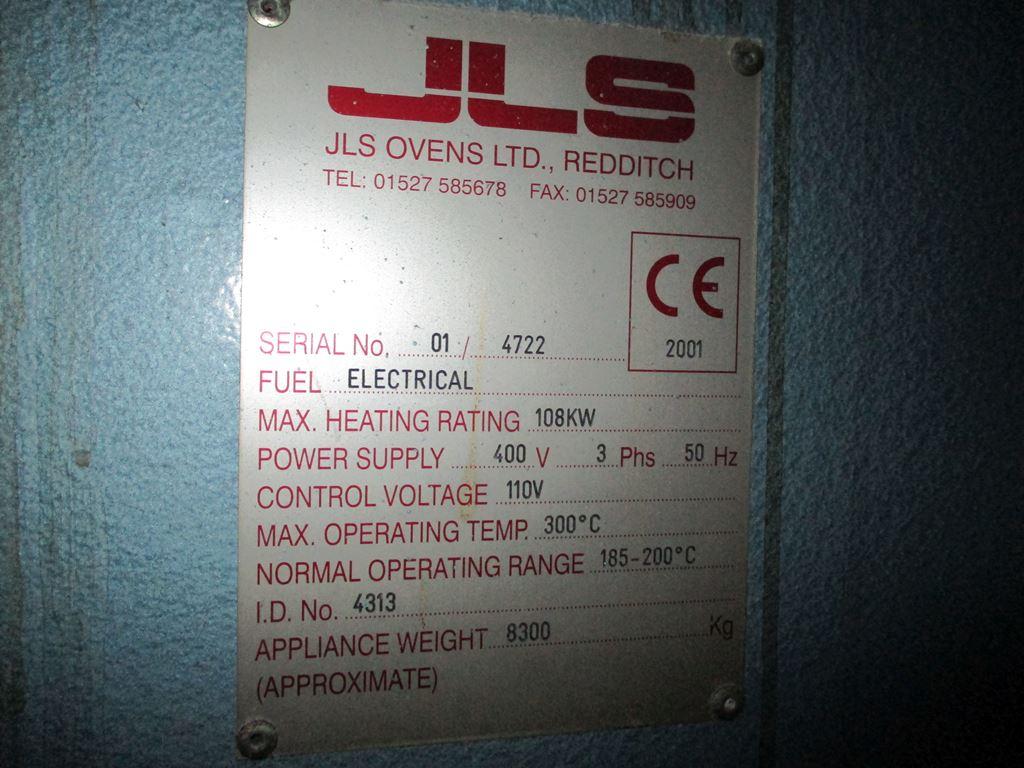 JLS
JLS OVENS LTD., REDDITCH
TEL: 01527 585678 FAX: 01527 585909
CE
2001
SERIAL No. 01 / 4722
FUEL ELECTRICAL
MAX. HEATING RATING 108KW
POWER SUPPLY 400 V 3 Phs 50 Hz
CONTROL VOLTAGE 110V
MAX. OPERATING TEMP. 300°C
NORMAL OPERATING RANGE 185-200°C
I.D. No. 4313
APPLIANCE WEIGHT 8300 Kg
(APPROXIMATE)